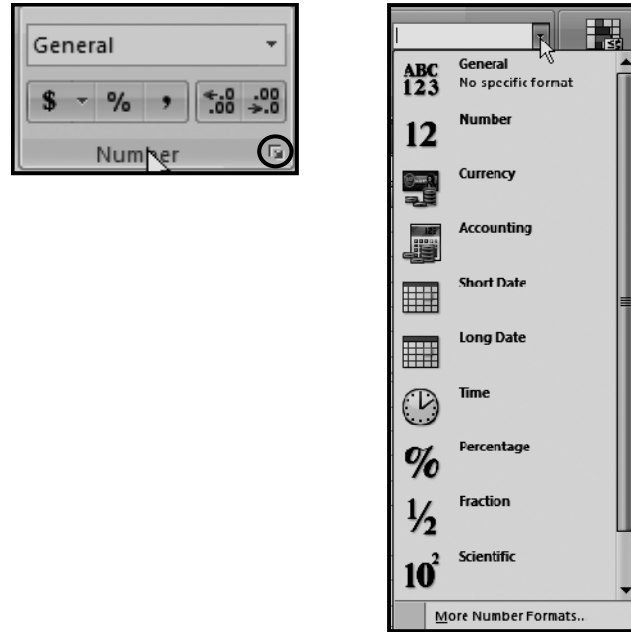 General
$ % , .0 .00 .00 .0
Number
ABC
123
General
No specific format
12
Number
Currency
Accounting
Short Date
Long Date
Time
%
Percentage
½
Fraction
10²
Scientific
More Number Formats..